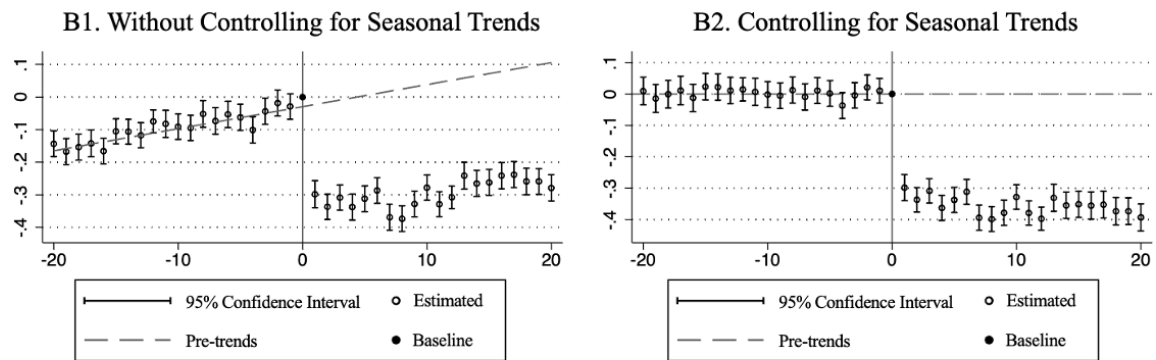 B1. Without Controlling for Seasonal Trends
.1
0
-.1
-.2
-.3
-.4
-20
-10
0
10
20
95% Confidence Interval
Estimated
Pre-trends
Baseline
B2. Controlling for Seasonal Trends
.1
0
-.1
-.2
-.3
-.4
-20
-10
0
10
20
95% Confidence Interval
Estimated
Pre-trends
Baseline